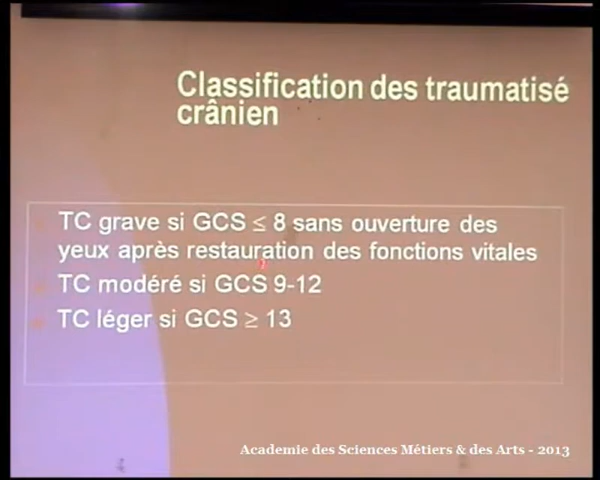 Classification des traumatisé
crânien
TC grave si GCS ≤ 8 sans ouverture des
yeux après restauration des fonctions vitales
TC modéré si GCS 9-12
TC léger si GCS ≥ 13
Academie des Sciences Métiers & des Arts - 2013